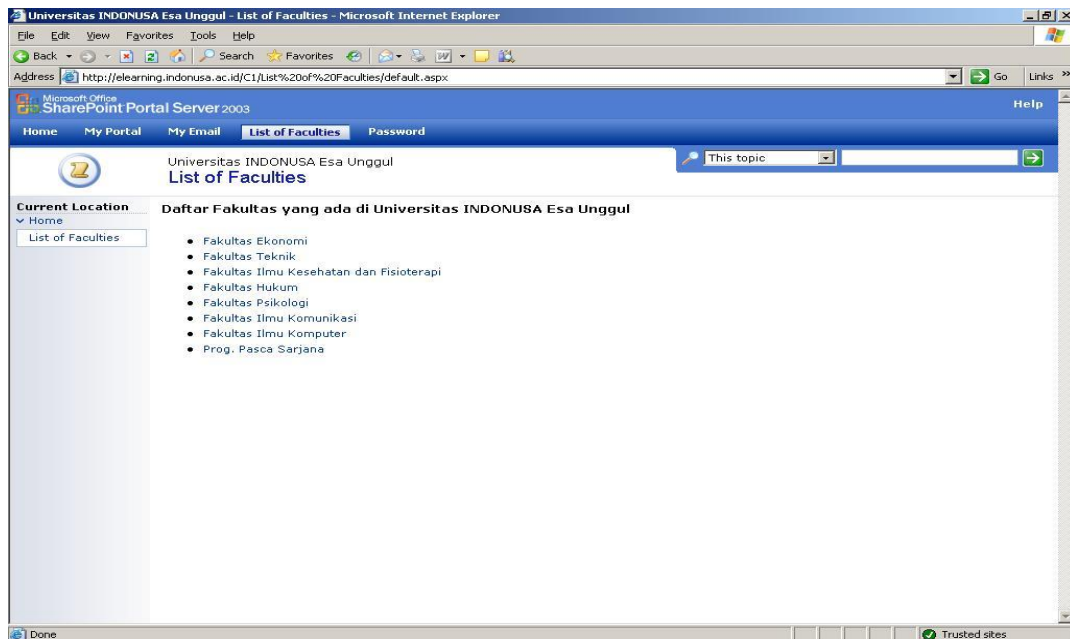 Universitas INDONUSA Esa Unggul - List of Faculties - Microsoft Internet Explorer
File Edit View Favorites Tools Help
Back Search Favorites
Address http://elearning.indonusa.ac.id/C1/List%20of%20Faculties/default.aspx Go Links »
Microsoft Office
SharePoint Portal Server 2003 Help
Home My Portal My Email List of Faculties Password
Universitas INDONUSA Esa Unggul This topic
List of Faculties
Current Location
Home
List of Faculties
Daftar Fakultas yang ada di Universitas INDONUSA Esa Unggul
Fakultas Ekonomi
Fakultas Teknik
Fakultas Ilmu Kesehatan dan Fisioterapi
Fakultas Hukum
Fakultas Psikologi
Fakultas Ilmu Komunikasi
Fakultas Ilmu Komputer
Prog. Pasca Sarjana
Done Trusted sites